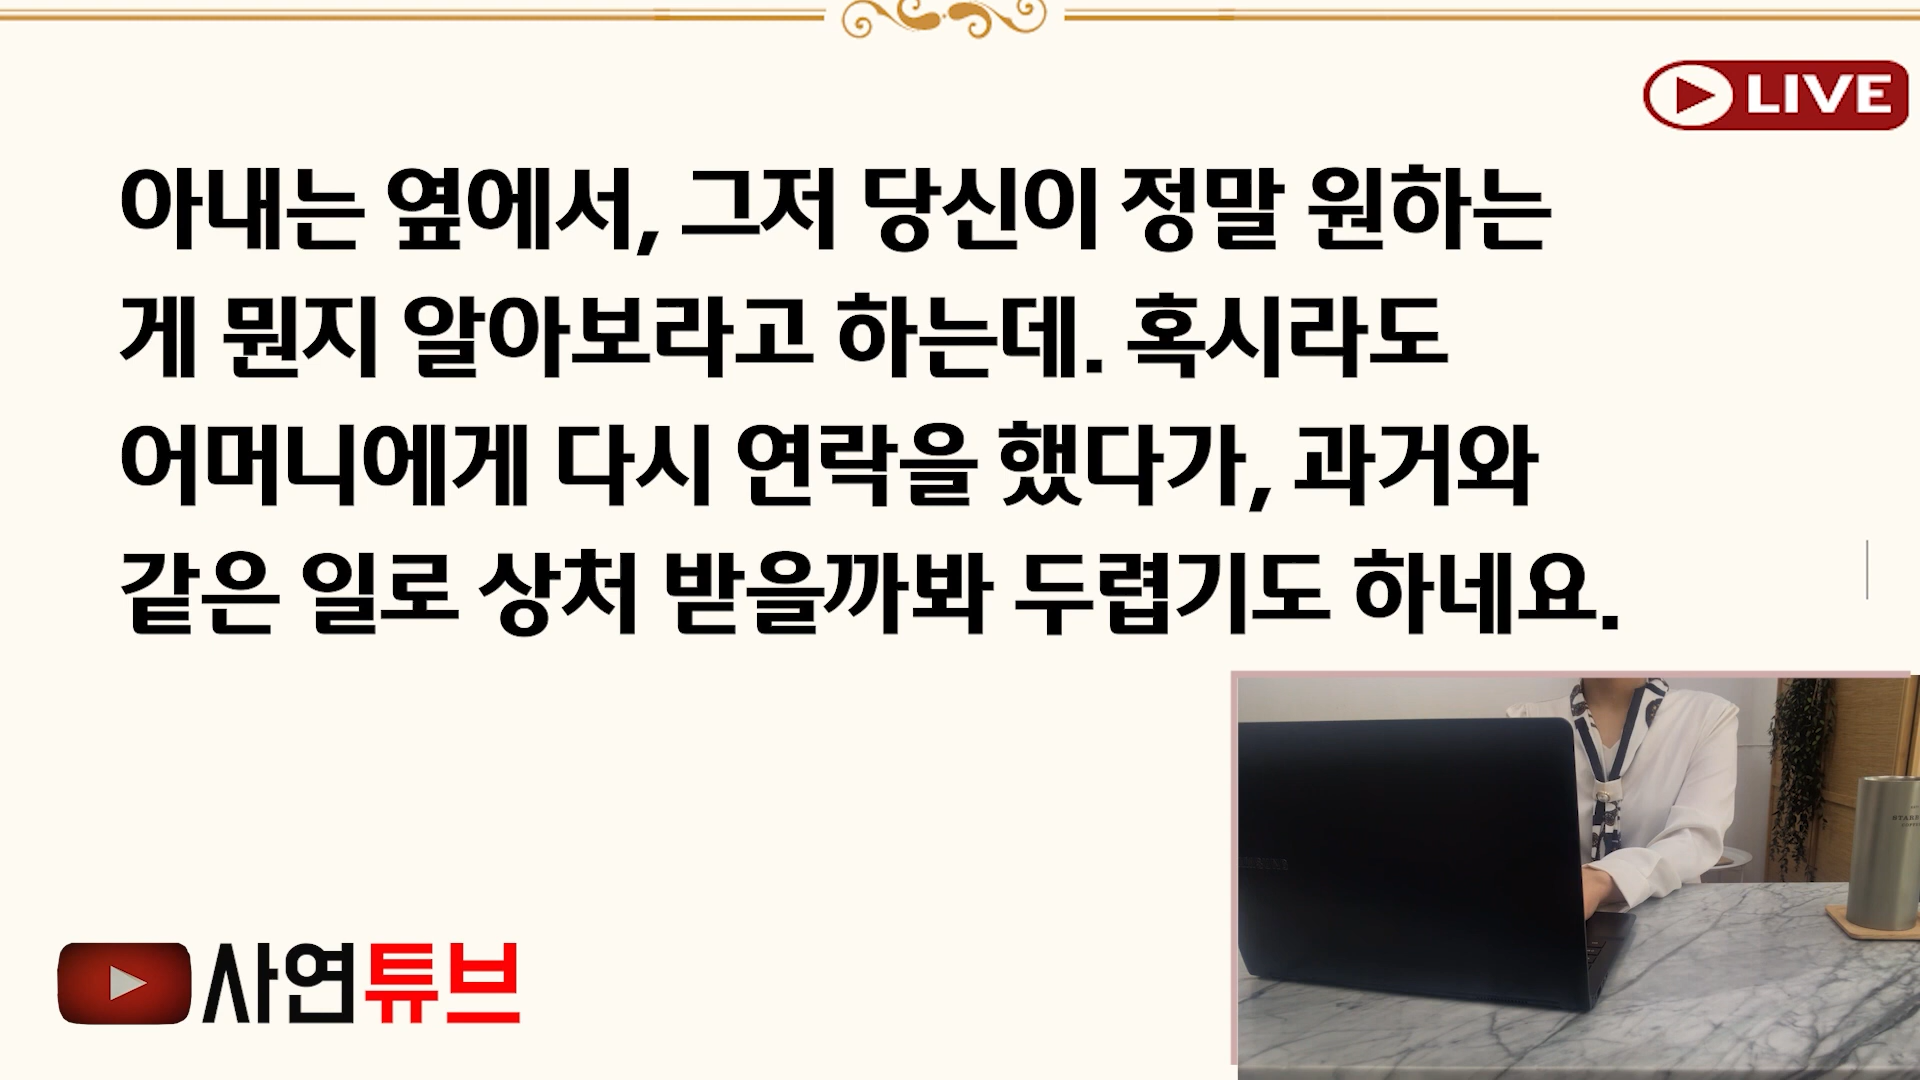 LIVE
아내는 옆에서, 그저 당신이 정말 원하는
게 뭔지 알아보라고 하는데. 혹시라도
어머니에게 다시 연락을 했다가, 과거와
같은 일로 상처 받을까봐 두렵기도 하네요.
사연튜브